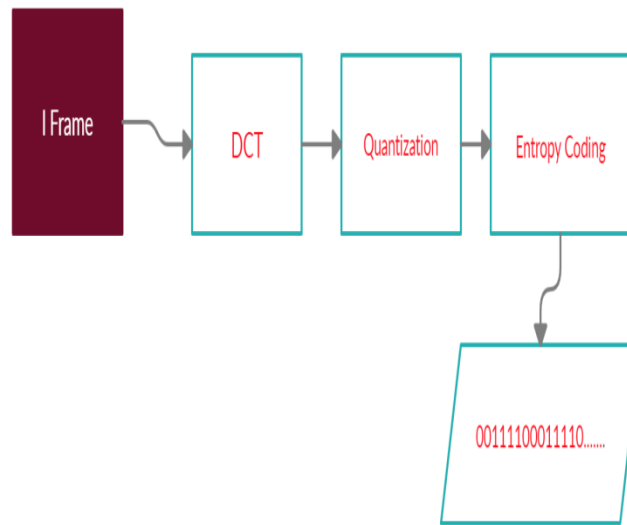 I Frame
DCT
Quantization
Entropy Coding
00111100011110.......